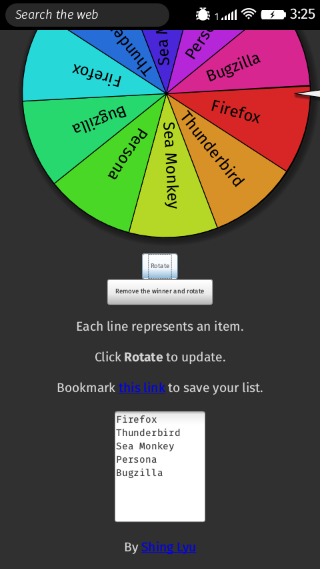 Search the web
1
3:25
Thunde
Sea M
Perso
Firefox
Bugzilla
Bugzilla
Firefox
Persona
Sea Monkey
Thunderbird
Rotate
Remove the winner and rotate
Each line represents an item.
Click Rotate to update.
Bookmark this link to save your list.
Firefox
Thunderbird
Sea Monkey
Persona
Bugzilla
By Shing Lyu